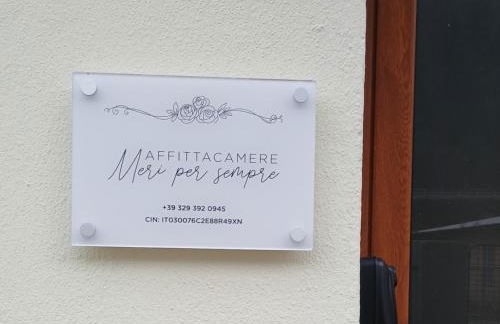 AFFITTACAMERE
Meri per sempre
+39 329 392 0945
CIN: IT030076C2E88R49XN